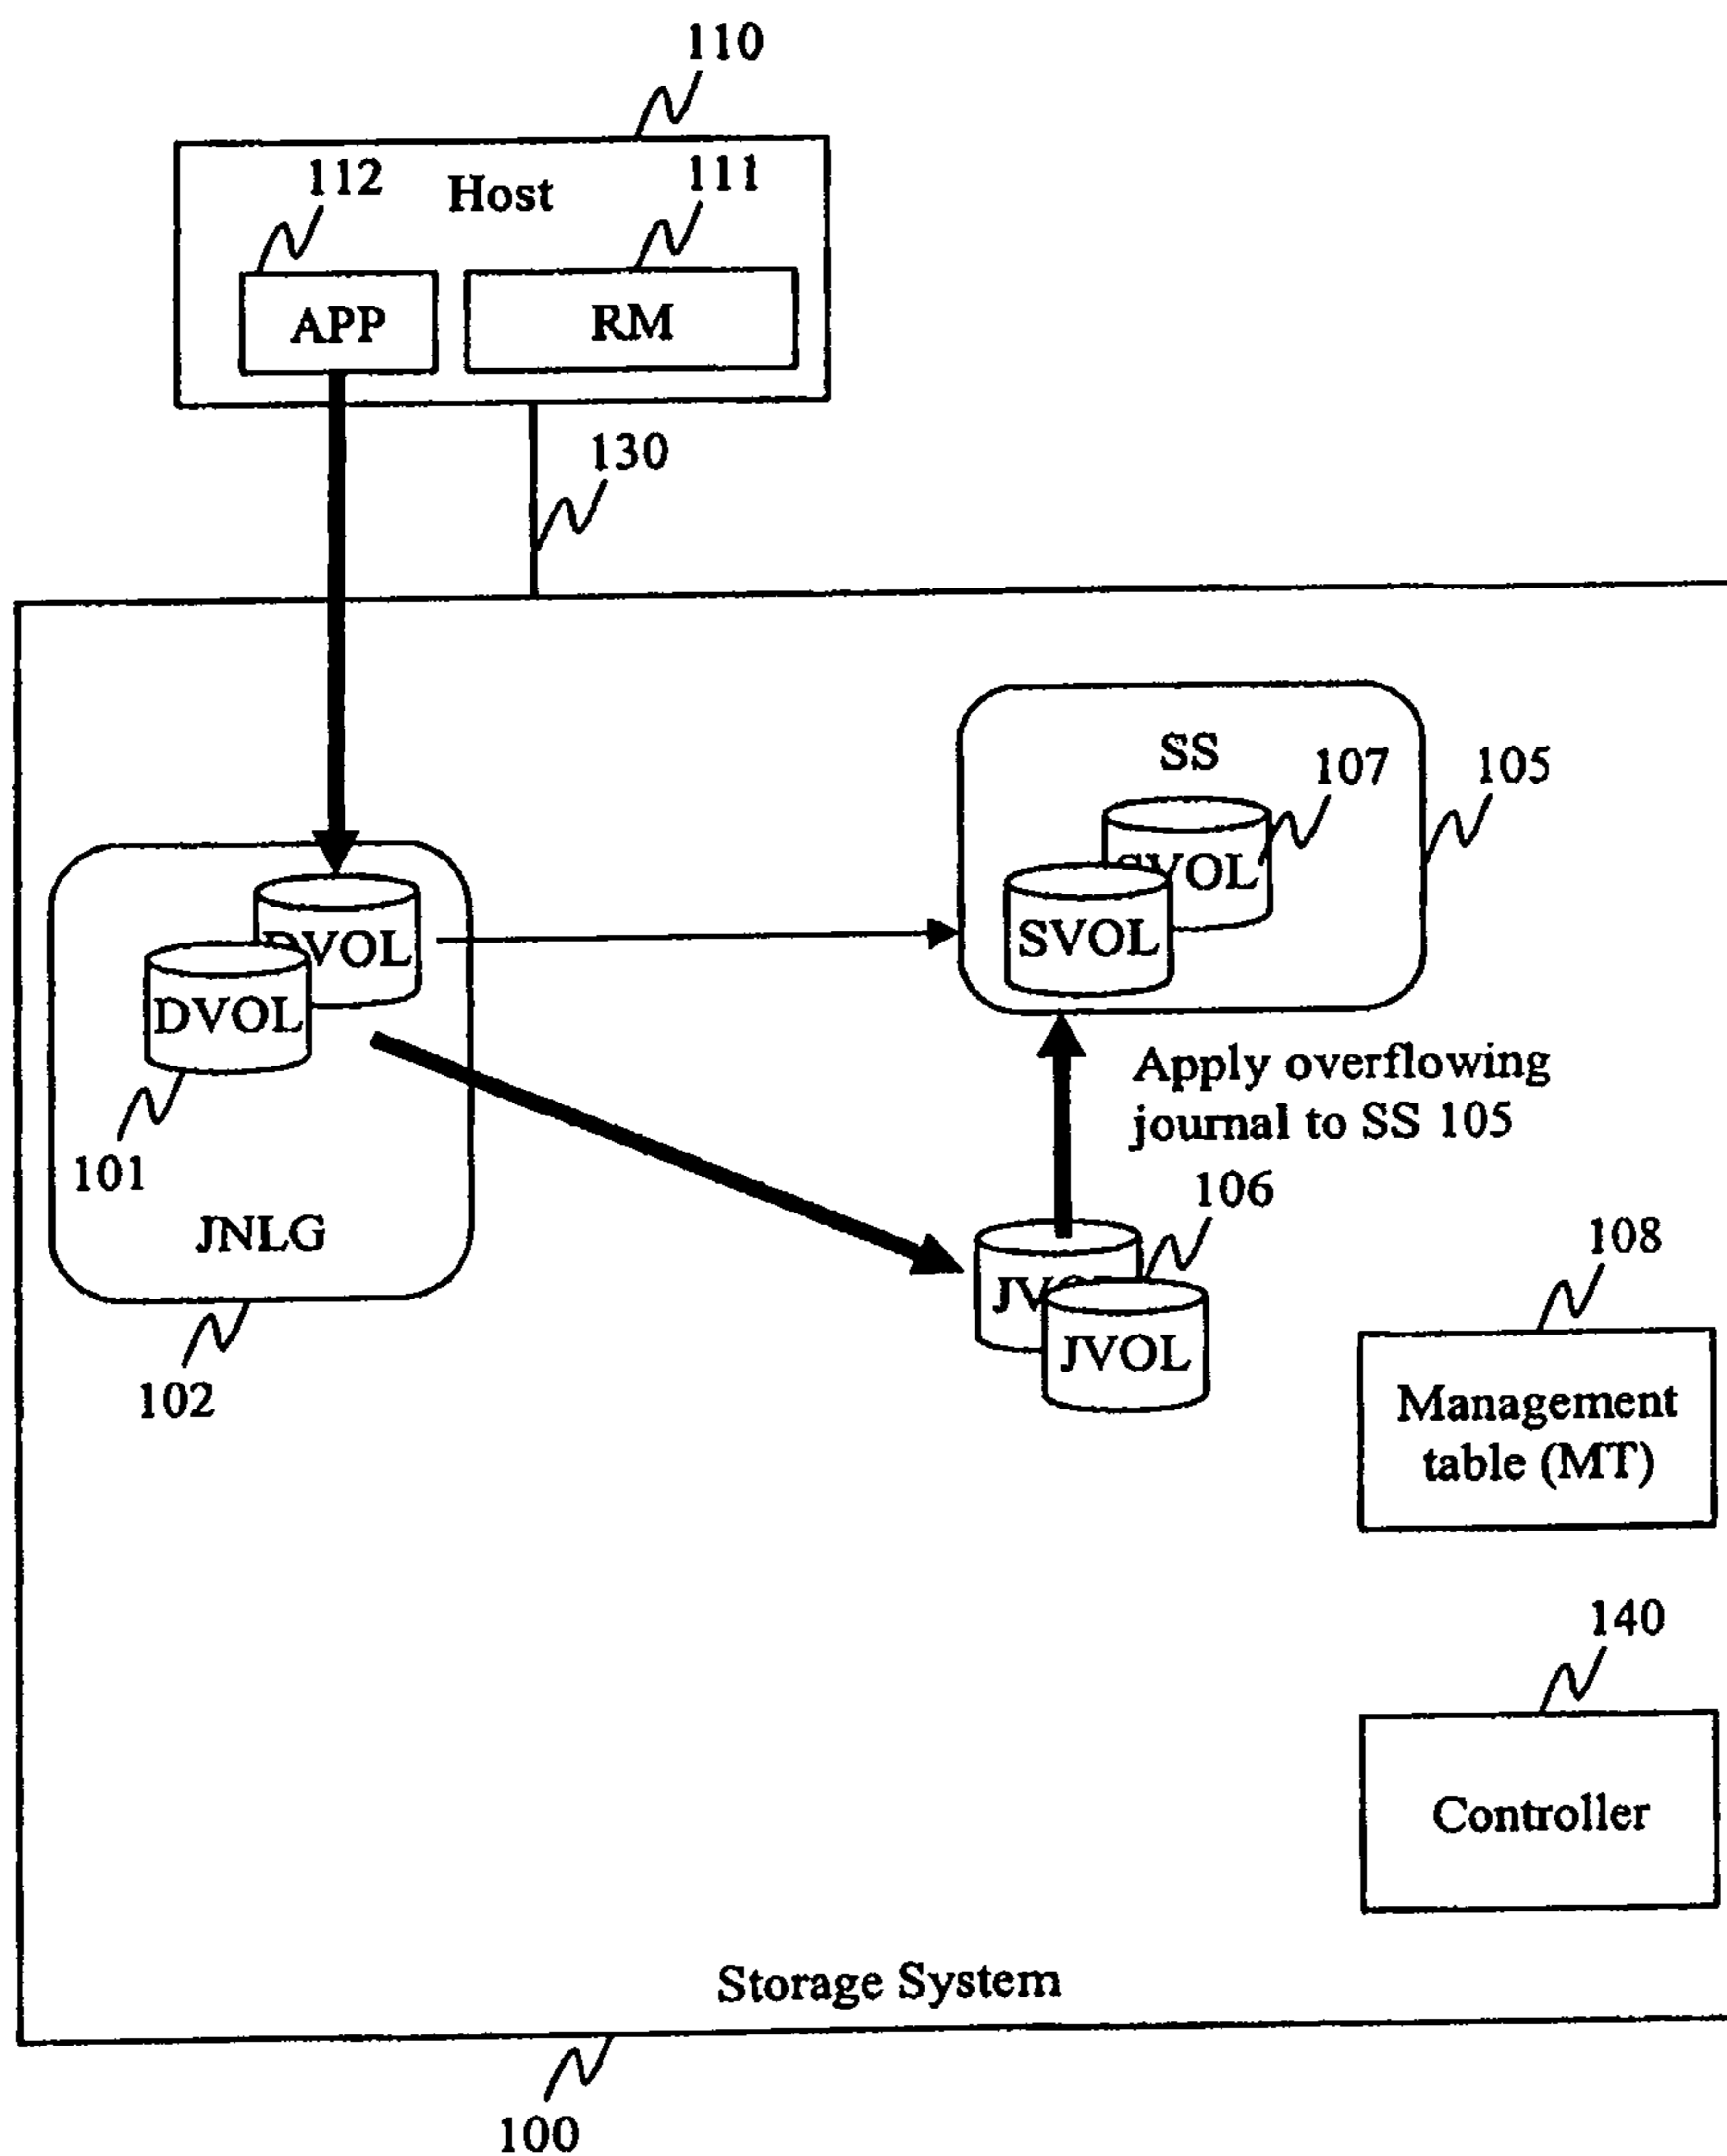 110
112
Host
111
APP
RM
130
SS
107
105
SVOL
SVOL
DVOL
DVOL
Apply overflowing
journal to SS 105
101
106
JNLG
108
JVOL
102
Management
table (MT)
140
Controller
Storage System
100